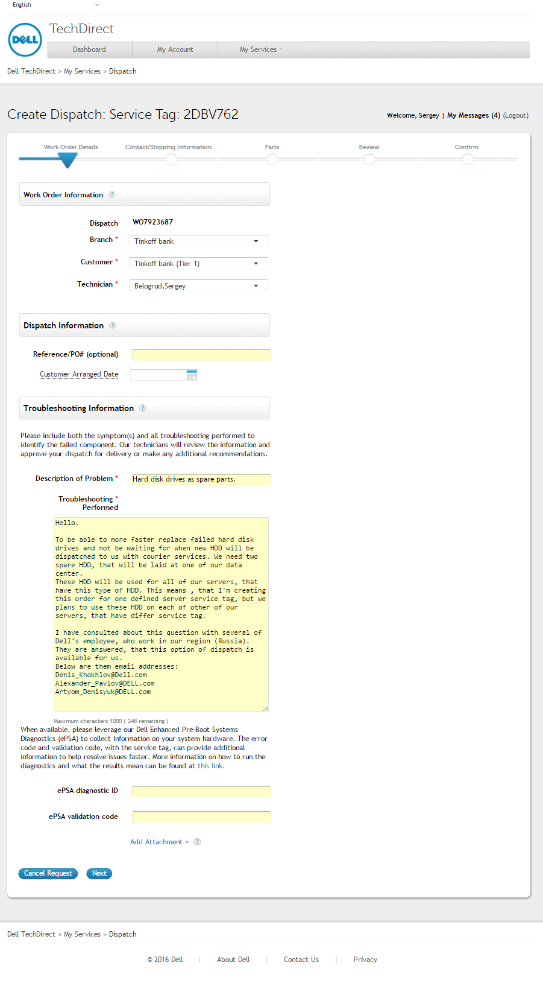 English
DELL
TechDirect
Dashboard
My Account
My Services
Dell TechDirect > My Services > Dispatch
Create Dispatch: Service Tag: 2DBV762
Welcome, Sergey | My Messages (4) (Logout)
Work Order Details
Contact/Shipping Information
Parts
Review
Confirm
Work Order Information ?
Dispatch WO7923687
Branch * Tinkoff bank
Customer * Tinkoff bank (Tier 1)
Technician * Belogrud,Sergey
Dispatch Information ?
Reference/PO# (optional)
Customer Arranged Date
Troubleshooting Information ?
Please include both the symptom(s) and all troubleshooting performed to
identify the failed component. Our technicians will review the information and
approve your dispatch for delivery or make any additional recommendations.
Description of Problem * Hard disk drives as spare parts.
Troubleshooting *
Performed
Hello.
To be able to more faster replace failed hard disk
drives and not be waiting for when new HDD will be
dispatched to us with courier services. We need two
spare HDD, that will be laid at one of our data
center.
These HDD will be used for all of our servers, that
have this type of HDD. This means , that I'm creating
this order for one defined server service tag, but we
plans to use these HDD on each of other of our
servers, that have differ service tag.
I have consulted about this question with several of
Dell's employee, who work in our region (Russia).
They are answered, that this option of dispatch is
available for us.
Below are them email addresses:
Denis_Khokhlov@Dell.com
Alexander_Pavlov@DELL.com
Artyom_Denisyuk@DELL.com
Maximum characters 1000 ( 248 remaining )
When available, please leverage our Dell Enhanced Pre-Boot Systems
Diagnostics (ePSA) to collect information on your system hardware. The error
code and validation code, with the service tag, can provide additional
information to help resolve issues faster. More information on how to run the
diagnostics and what the results mean can be found at this link.
ePSA diagnostic ID
ePSA validation code
Add Attachment > ?
Cancel Request
Next
Dell TechDirect > My Services > Dispatch
© 2016 Dell | About Dell | Contact Us | Privacy